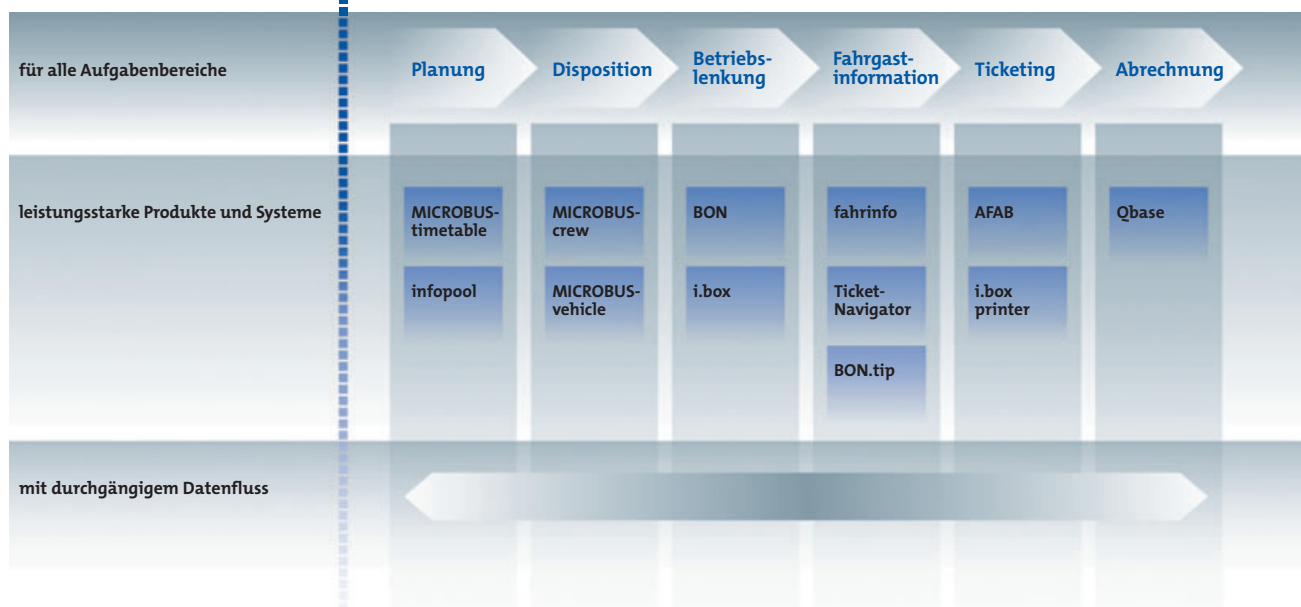 für alle Aufgabenbereiche
Planung
Disposition
Betriebs-
lenkung
Fahrgast-
information
Ticketing
Abrechnung
leistungsstarke Produkte und Systeme
MICROBUS-
timetable
MICROBUS-
crew
BON
fahrinfo
AFAB
Qbase
infopool
MICROBUS-
vehicle
i.box
Ticket-
Navigator
i.box
printer
BON.tip
mit durchgängigem Datenfluss